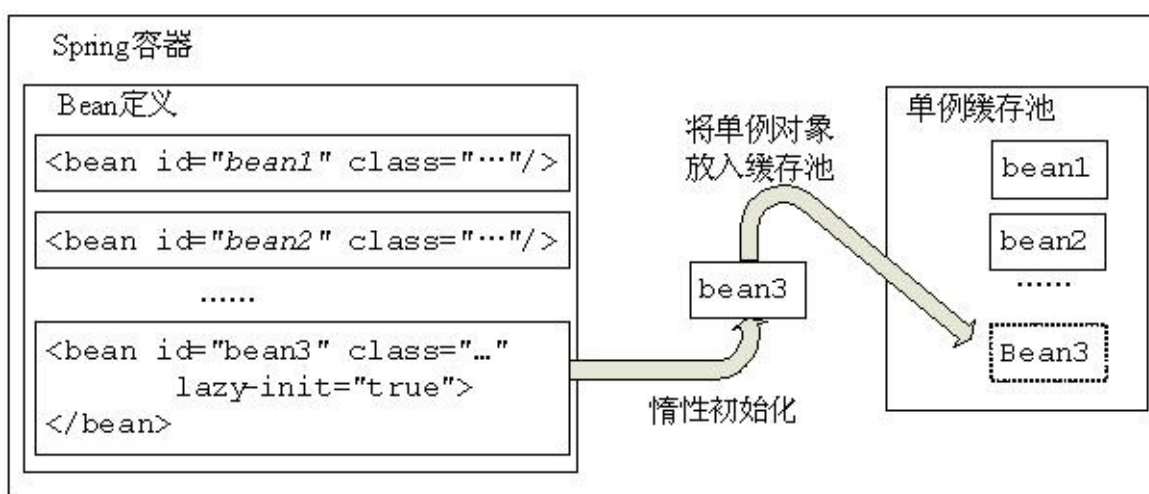 Spring容器
Bean定义
<bean id="bean1" class="…"/>
<bean id="bean2" class="…"/>
……
<bean id="bean3" class="…"
lazy-init="true">
</bean>
惰性初始化
bean3
将单例对象
放入缓存池
单例缓存池
bean1
bean2
……
Bean3